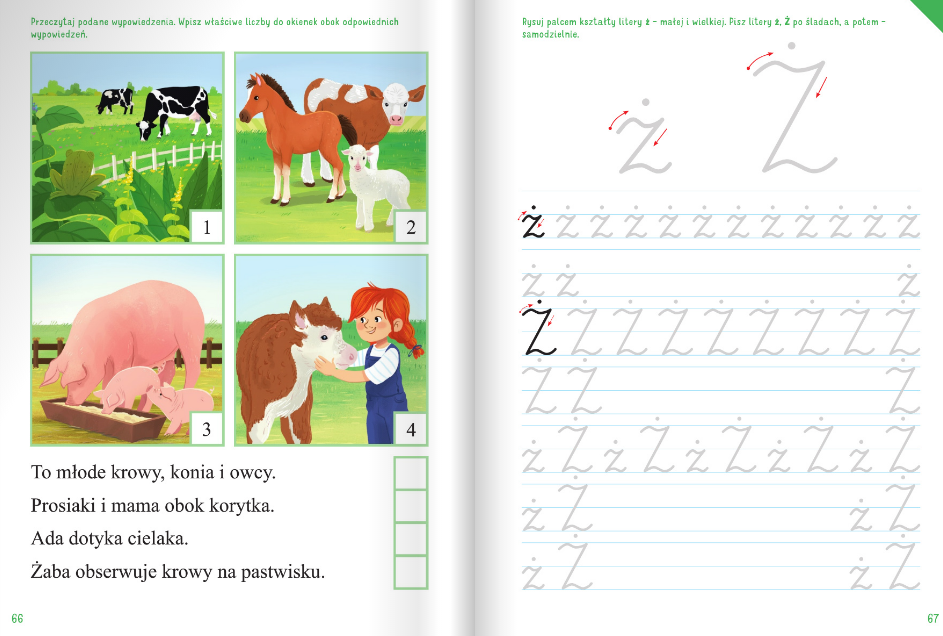 Przeczytaj podane wypowiedzenia. Wpisz właściwe liczby do okienek obok odpowiednich
wypowiedzeń.
1
2
3
4
To młode krowy, konia i owcy.
Prosiaki i mama obok korytka.
Ada dotyka cielaka.
Żaba obserwuje krowy na pastwisku.
66
Rysuj palcem kształty litery ż – małej i wielkiej. Pisz litery ż, Ż po śladach, a potem –
samodzielnie.
ż Ż
ż ż ż ż ż ż ż ż ż ż ż ż
ż ż ż
Ż Ż Ż Ż Ż Ż Ż Ż Ż
Ż Ż Ż
ż Ż ż Ż ż Ż ż Ż ż Ż
ż Ż ż Ż
ż Ż ż Ż
67